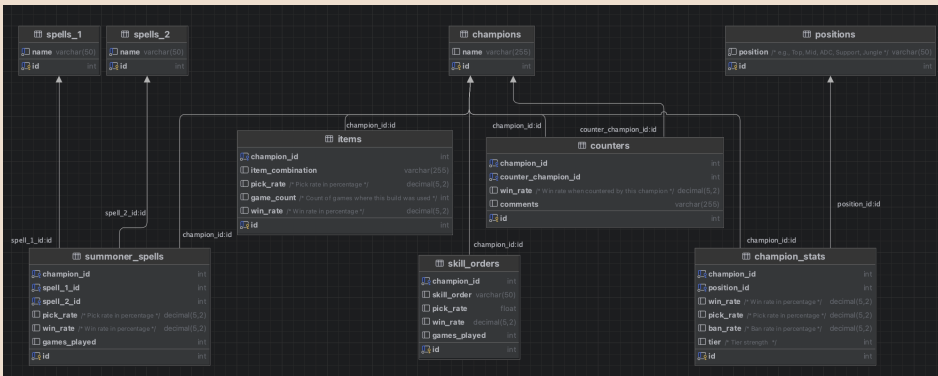 spells_1
name varchar(50)
id int
spells_2
name varchar(50)
id int
champions
name varchar(255)
id int
positions
position /* e.g., Top, Mid, ADC, Support, Jungle */ varchar(50)
id int
champion_id:id
champion_id:id
counter_champion_id:id
items
champion_id int
item_combination varchar(255)
pick_rate /* Pick rate in percentage */ decimal(5,2)
game_count /* Count of games where this build was used */ int
win_rate /* Win rate in percentage */ decimal(5,2)
id int
counters
champion_id int
counter_champion_id int
win_rate /* Win rate when countered by this champion */ decimal(5,2)
comments varchar(255)
id int
spell_2_id:id
position_id:id
spell_1_id:id
champion_id:id
champion_id:id
champion_id:id
summoner_spells
champion_id int
spell_1_id int
spell_2_id int
pick_rate /* Pick rate in percentage */ decimal(5,2)
win_rate /* Win rate in percentage */ decimal(5,2)
games_played int
id int
skill_orders
champion_id int
skill_order varchar(50)
pick_rate float
win_rate decimal(5,2)
games_played int
id int
champion_stats
champion_id int
position_id int
win_rate /* Win rate in percentage */ decimal(5,2)
pick_rate /* Pick rate in percentage */ decimal(5,2)
ban_rate /* Ban rate in percentage */ decimal(5,2)
tier /* Tier strength */ int
id int